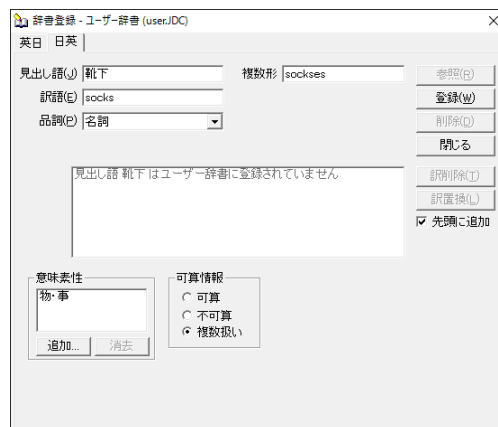 辞書登録 - ユーザー辞書 (user.JDC)
英日 日英
見出し語(J) 靴下 複数形 sockses 参照(R)
訳語(E) socks 登録(W)
品詞(P) 名詞 削除(D)
閉じる
見出し語 靴下 はユーザー辞書に登録されていません
訳削除(T)
訳置換(L)
先頭に追加
意味素性
物・事
追加... 消去
可算情報
可算
不可算
複数扱い